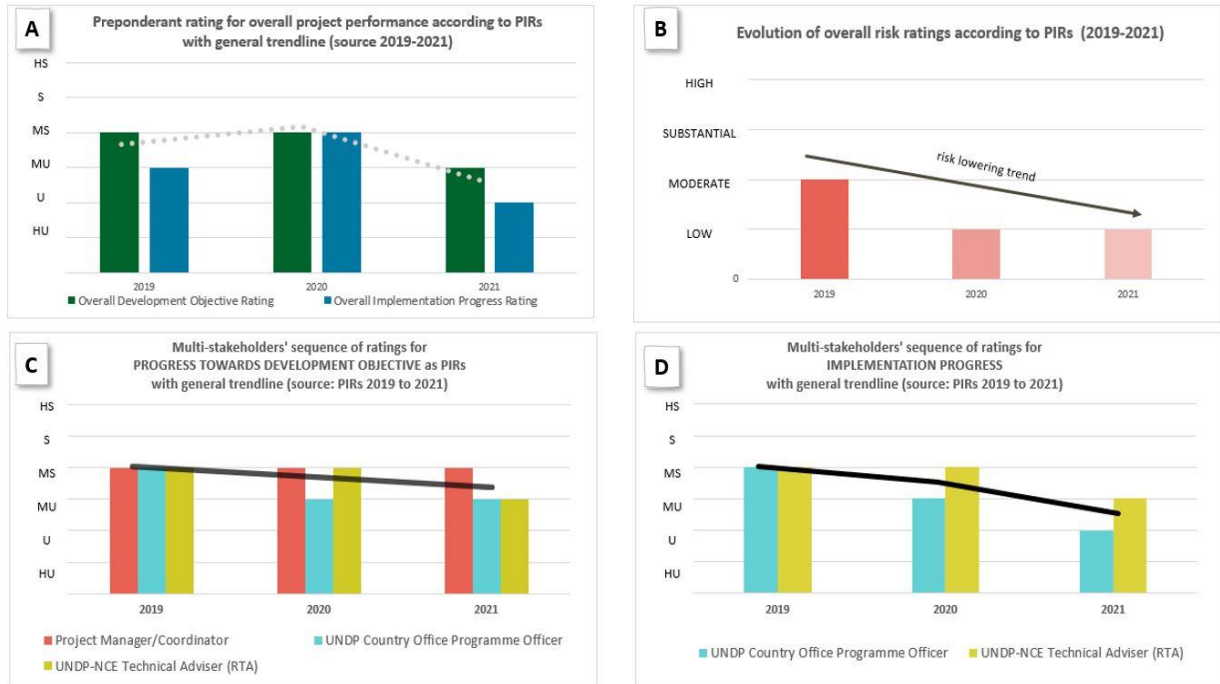 A
Preponderant rating for overall project performance according to PIRs
with general trendline (source 2019-2021)
HS
S
MS
MU
U
HU
2019
2020
2021
Overall Development Objective Rating
Overall Implementation Progress Rating
B
Evolution of overall risk ratings according to PIRs (2019-2021)
HIGH
SUBSTANTIAL
MODERATE
LOW
0
risk lowering trend
2019
2020
2021
C
Multi-stakeholders' sequence of ratings for
PROGRESS TOWARDS DEVELOPMENT OBJECTIVE as PIRs
with general trendline (source: PIRs 2019 to 2021)
HS
S
MS
MU
U
HU
2019
2020
2021
Project Manager/Coordinator
UNDP Country Office Programme Officer
UNDP-NCE Technical Adviser (RTA)
D
Multi-stakeholders' sequence of ratings for
IMPLEMENTATION PROGRESS
with general trendline (source: PIRs 2019 to 2021)
HS
S
MS
MU
U
HU
2019
2020
2021
UNDP Country Office Programme Officer
UNDP-NCE Technical Adviser (RTA)